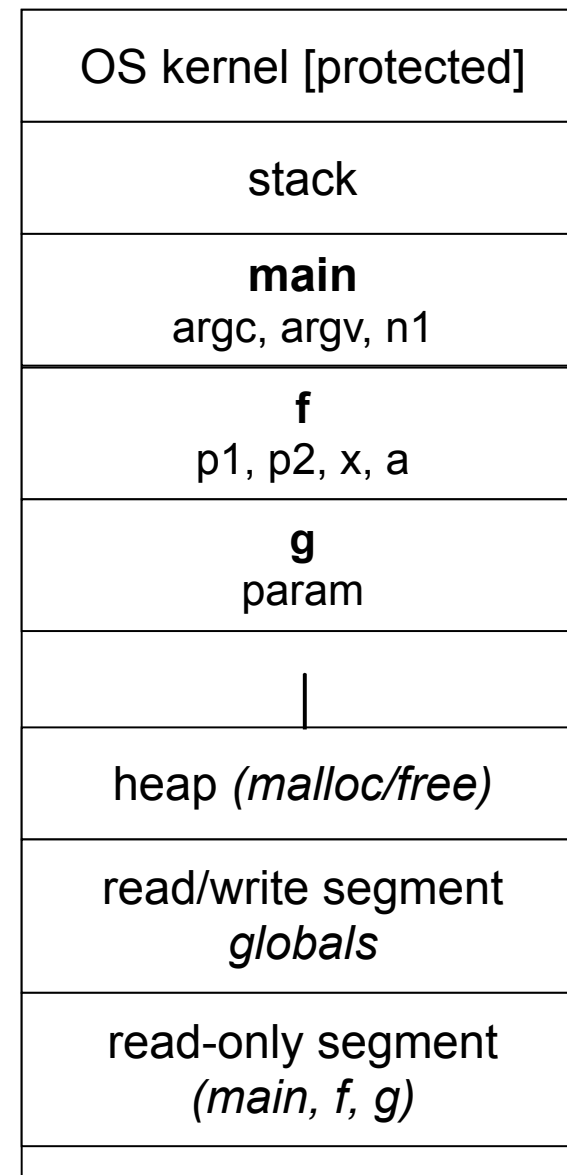 OS kernel [protected]
stack
main
argc, argv, n1
f
p1, p2, x, a
g
param
heap (malloc/free)
read/write segment
globals
read-only segment
(main, f, g)